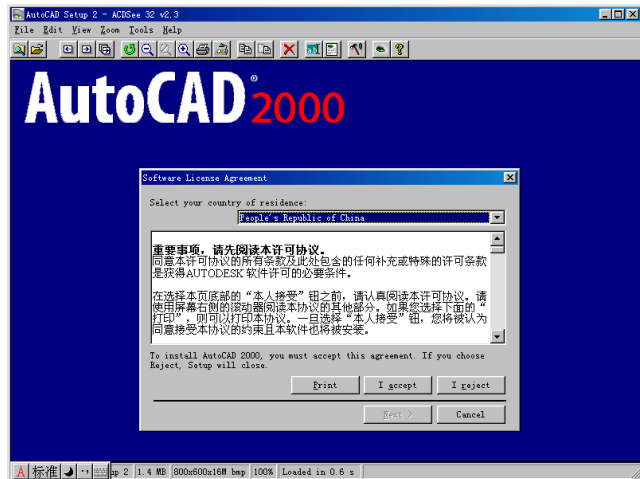 AutoCAD Setup 2 - ACDSee 32 v2.3
File Edit View Zoom Tools Help
AutoCAD® 2000
Software License Agreement
Select your country of residence:
People's Republic of China
重要事项，请先阅读本许可协议。
同意本许可协议的所有条款及此处包含的任何补充或特殊的许可条款
是获得AUTODESK 软件许可的必要条件。
在选择本页底部的“本人接受”钮之前，请认真阅读本许可协议。请
使用屏幕右侧的滚动器阅读本协议的其他部分。如果您选择下面的“
打印”，则可以打印本协议。一旦选择“本人接受”钮，您将被认为
同意接受本协议的约束且本软件也将被安装。
To install AutoCAD 2000, you must accept this agreement. If you choose
Reject, Setup will close.
Print I accept I reject
Next > Cancel
A 标准 up 2 1.4 MB 800x600x16M bmp 100% Loaded in 0.6 s